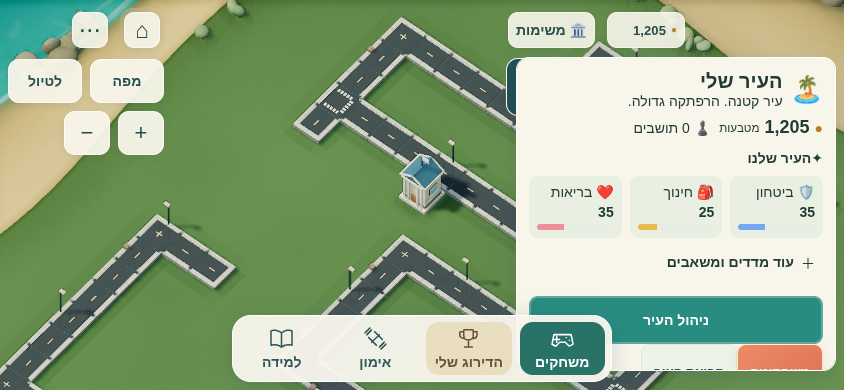 1,205
🏛️ משימות
מפה
לטיול
העיר שלי
עיר קטנה. הרפתקה גדולה.
1,205 מטבעות 0 תושבים
✦העיר שלנו
ביטחון
35
חינוך
25
בריאות
35
+ עוד מדדים ומשאבים
ניהול העיר
משחקים
הדירוג שלי
אימון
למידה